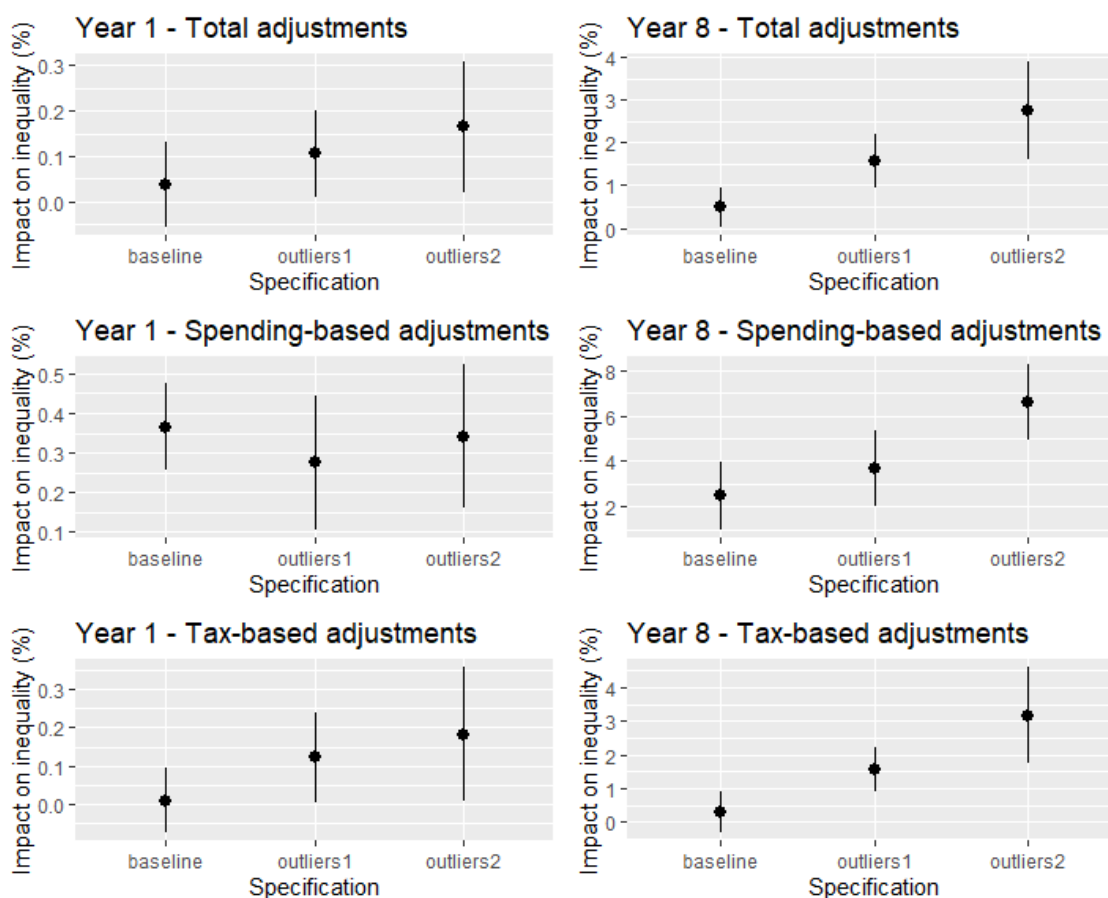 Year 1 - Total adjustments
Impact on inequality (%)
0.3
0.2
0.1
0.0
baseline outliers1 outliers2
Specification
Year 8 - Total adjustments
Impact on inequality (%)
4
3
2
1
0
baseline outliers1 outliers2
Specification
Year 1 - Spending-based adjustments
Impact on inequality (%)
0.5
0.4
0.3
0.2
0.1
baseline outliers1 outliers2
Specification
Year 8 - Spending-based adjustments
Impact on inequality (%)
8
6
4
2
baseline outliers1 outliers2
Specification
Year 1 - Tax-based adjustments
Impact on inequality (%)
0.3
0.2
0.1
0.0
baseline outliers1 outliers2
Specification
Year 8 - Tax-based adjustments
Impact on inequality (%)
4
3
2
1
0
baseline outliers1 outliers2
Specification